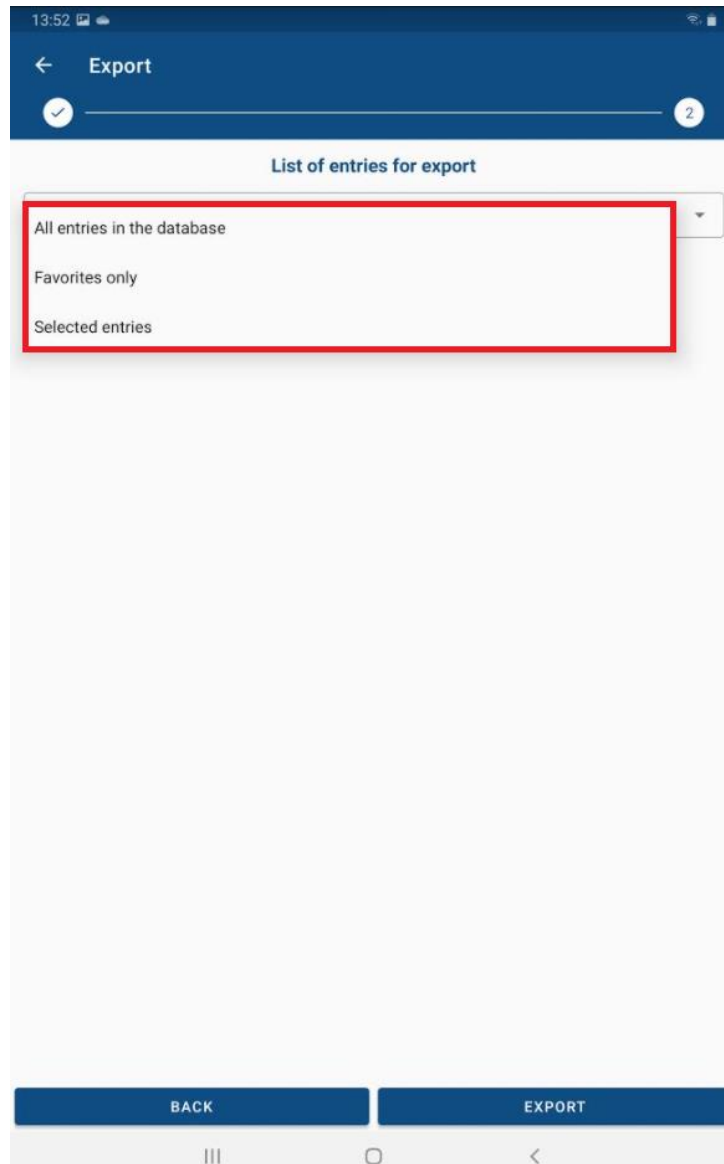 13:52
Export
2
List of entries for export
All entries in the database
Favorites only
Selected entries
BACK
EXPORT